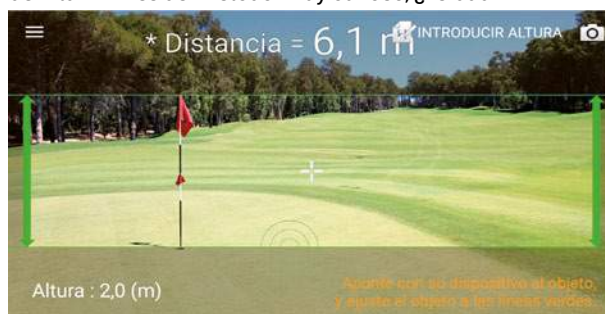 * Distancia = 6,1 m
INTRODUCIR ALTURA
Altura : 2,0 (m)
Apunte con su dispositivo al objeto,
y ajuste el objeto a las líneas verdes.